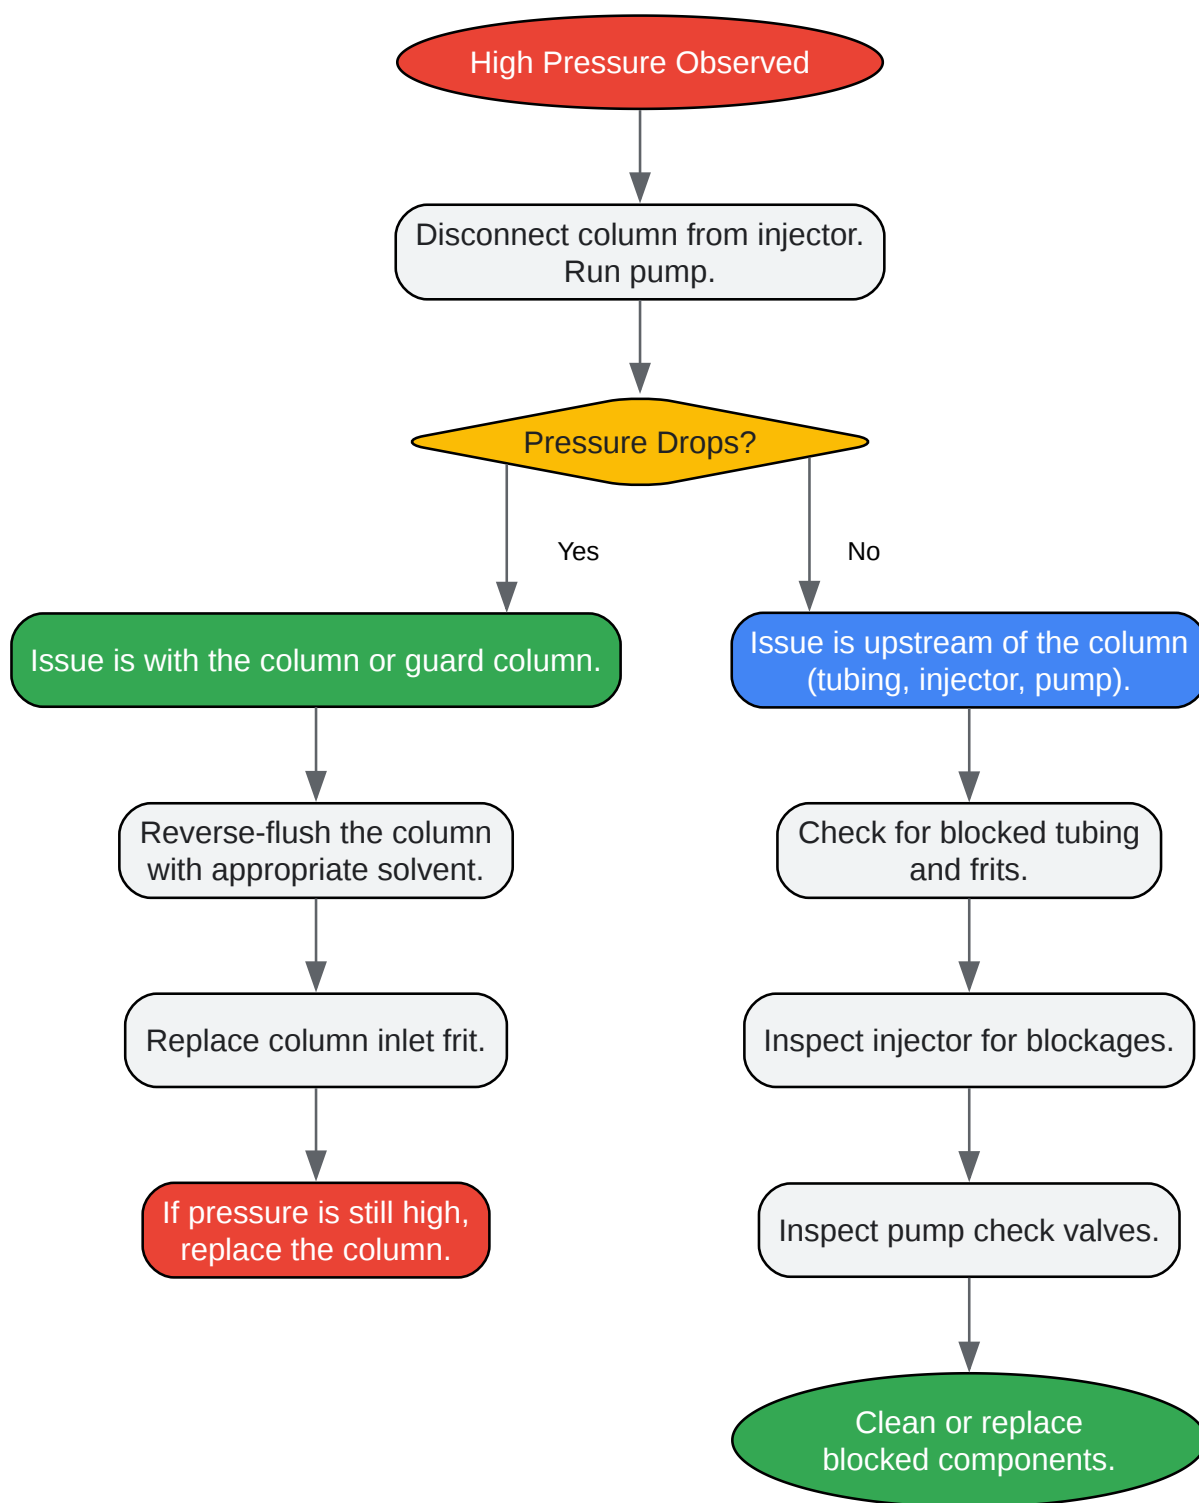 High Pressure Observed
Disconnect column from injector.
Run pump.
Pressure Drops?
Yes
No
Issue is with the column or guard column.
Issue is upstream of the column
(tubing, injector, pump).
Reverse-flush the column
with appropriate solvent.
Check for blocked tubing
and frits.
Replace column inlet frit.
Inspect injector for blockages.
If pressure is still high,
replace the column.
Inspect pump check valves.
Clean or replace
blocked components.